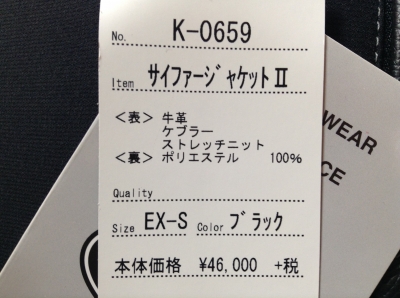 No. K-0659
Item サイファージャケットⅡ
<表> 牛革
ケブラー
ストレッチニット
<裏> ポリエステル 100%
Quality
Size EX-S Color ブラック
本体価格 ¥46,000 +税
WEAR
CE